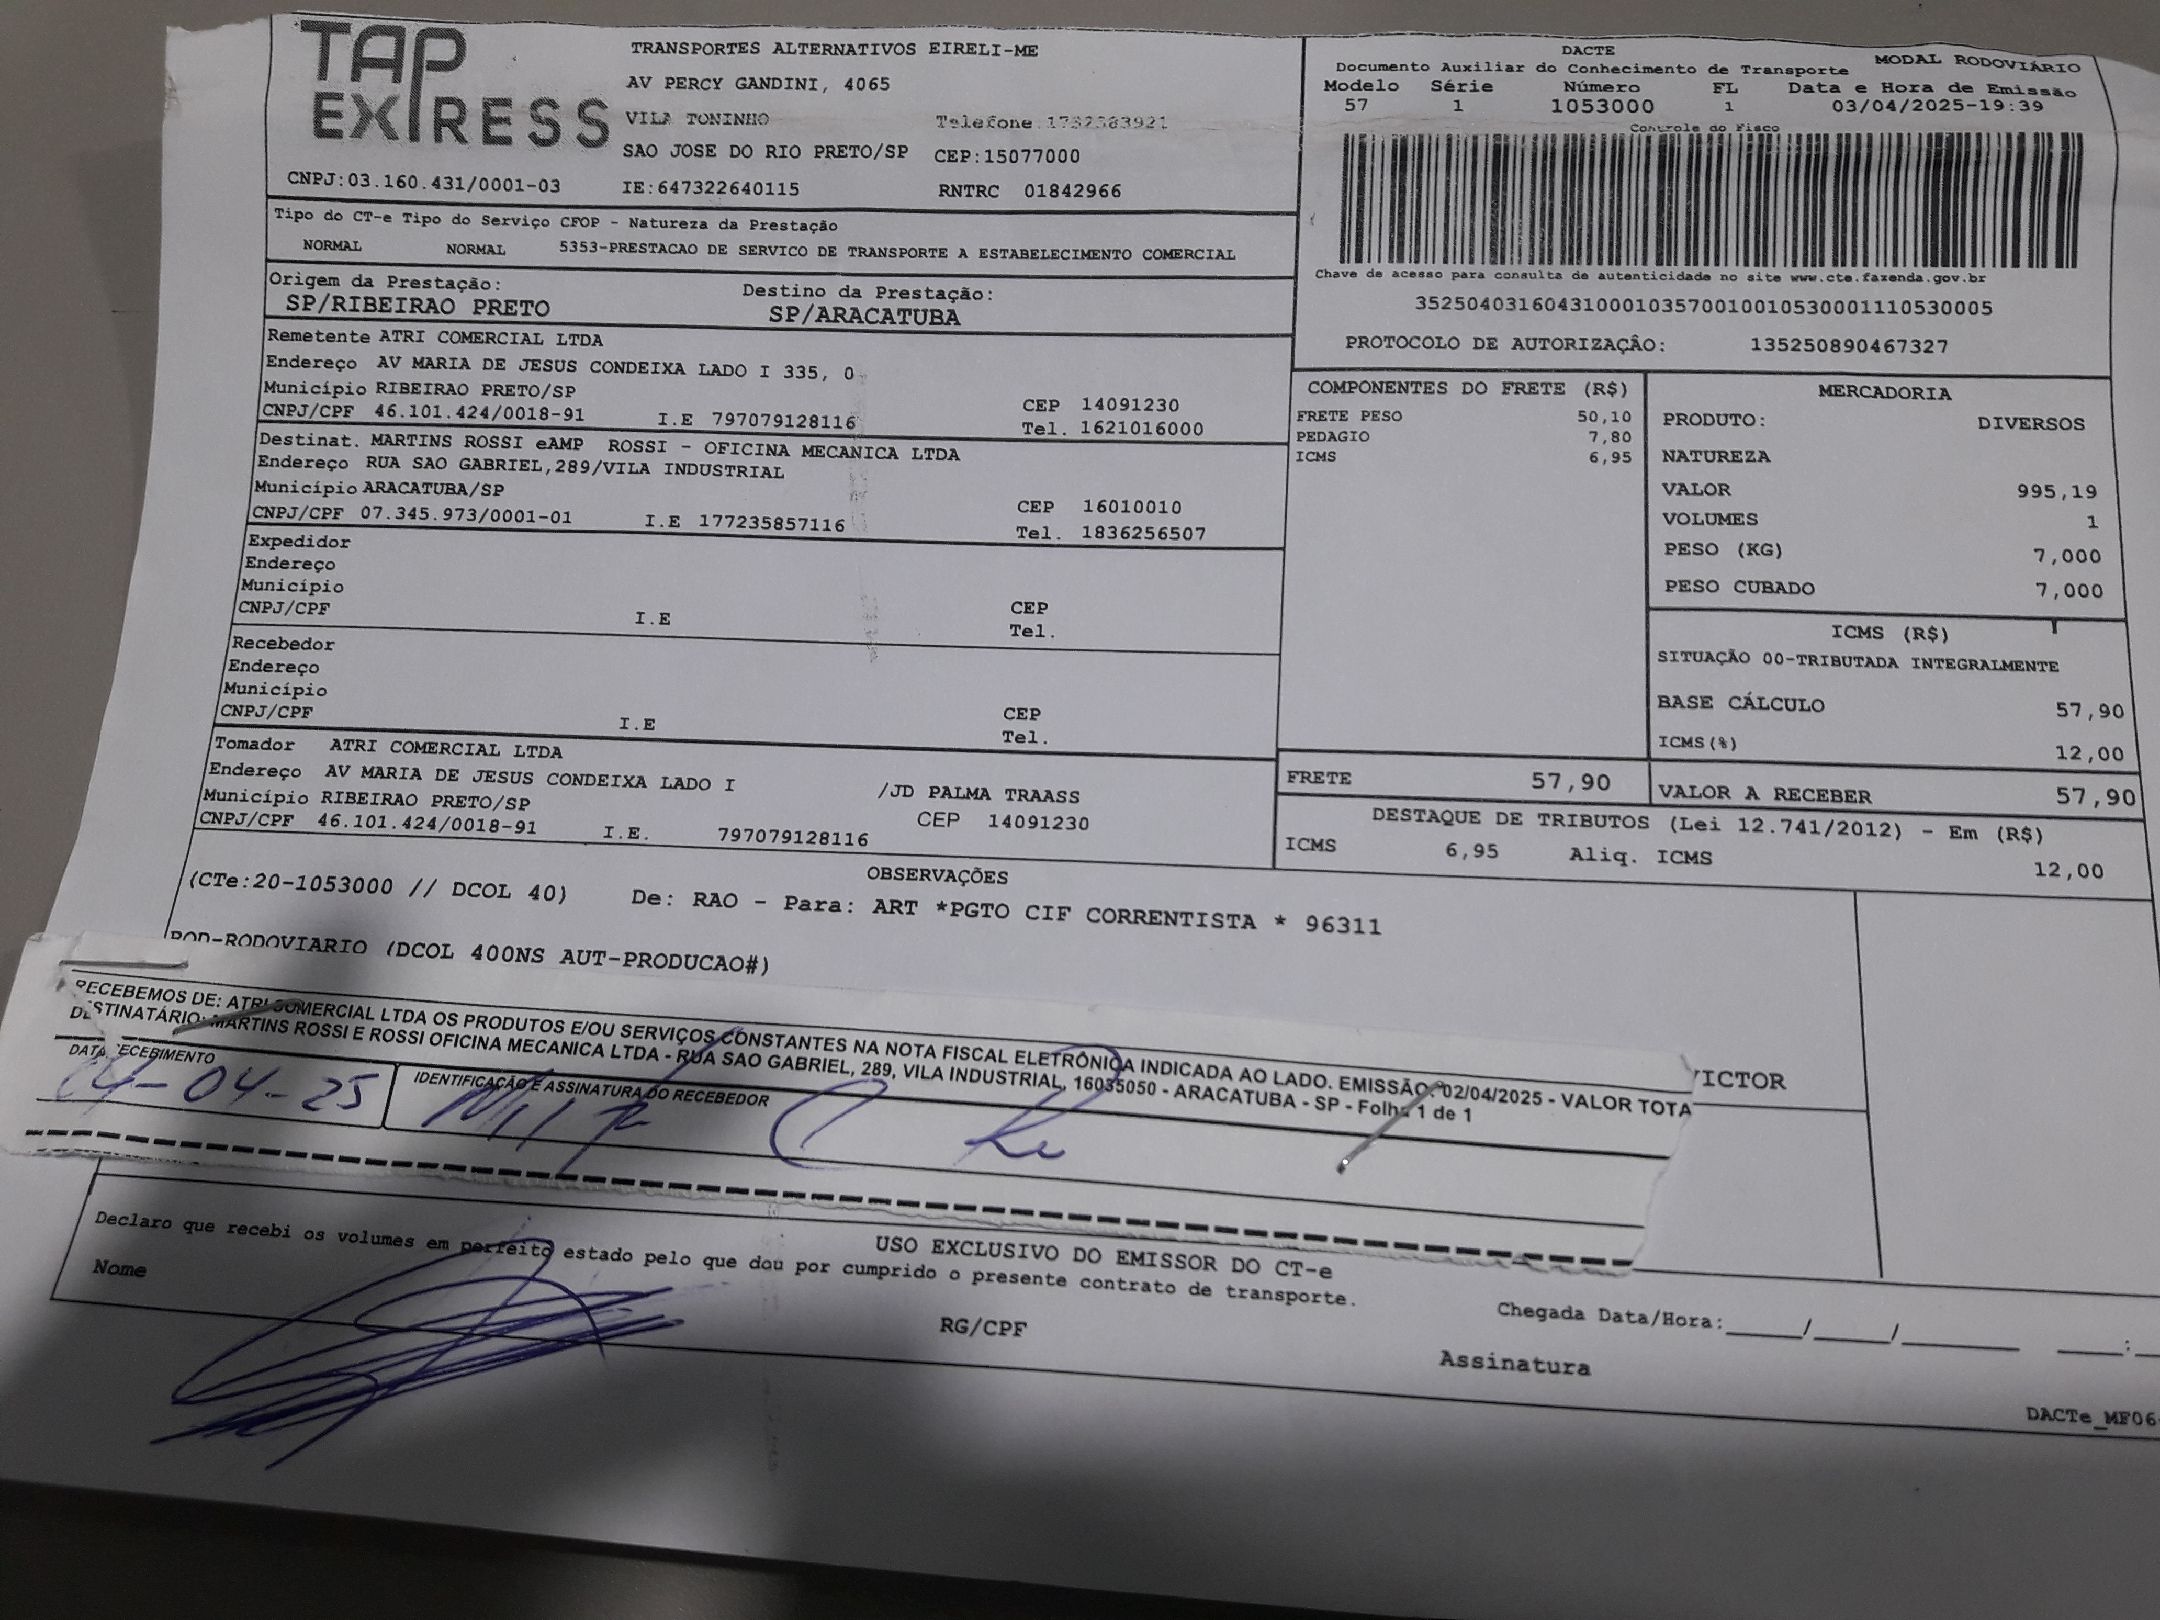 TAP EXPRESS
TRANSPORTES ALTERNATIVOS EIRELI-ME
AV PERCY GANDINI, 4065
VILA TONINHO Telefone 1732383921
SAO JOSE DO RIO PRETO/SP CEP:15077000
CNPJ:03.160.431/0001-03 IE:647322640115 RNTRC 01842966
DACTE MODAL RODOVIÁRIO
Documento Auxiliar do Conhecimento de Transporte
Modelo Série Número FL Data e Hora de Emissão
57 1 1053000 1 03/04/2025-19:39
Controle do Fisco
Chave de acesso para consulta de autenticidade no site www.cte.fazenda.gov.br
35250403160431000103570010010530001110530005
PROTOCOLO DE AUTORIZAÇÂO: 135250890467327
Tipo do CT-e Tipo do Serviço CFOP - Natureza da Prestação
NORMAL NORMAL 5353-PRESTACAO DE SERVICO DE TRANSPORTE A ESTABELECIMENTO COMERCIAL
Origem da Prestação: Destino da Prestação:
SP/RIBEIRAO PRETO SP/ARACATUBA
Remetente ATRI COMERCIAL LTDA
Endereço AV MARIA DE JESUS CONDEIXA LADO I 335, 0
Município RIBEIRAO PRETO/SP CEP 14091230
CNPJ/CPF 46.101.424/0018-91 I.E 797079128116 Tel. 1621016000
Destinat. MARTINS ROSSI eAMP ROSSI - OFICINA MECANICA LTDA
Endereço RUA SAO GABRIEL,289/VILA INDUSTRIAL
Município ARACATUBA/SP CEP 16010010
CNPJ/CPF 07.345.973/0001-01 I.E 177235857116 Tel. 1836256507
Expedidor
Endereço
Município CEP
CNPJ/CPF I.E Tel.
Recebedor
Endereço
Município CEP
CNPJ/CPF I.E Tel.
Tomador ATRI COMERCIAL LTDA
Endereço AV MARIA DE JESUS CONDEIXA LADO I /JD PALMA TRAASS
Município RIBEIRAO PRETO/SP CEP 14091230
CNPJ/CPF 46.101.424/0018-91 I.E. 797079128116
COMPONENTES DO FRETE (R$)
FRETE PESO 50,10
PEDAGIO 7,80
ICMS 6,95
MERCADORIA
PRODUTO: DIVERSOS
NATUREZA
VALOR 995,19
VOLUMES 1
PESO (KG) 7,000
PESO CUBADO 7,000
ICMS (R$)
SITUAÇÃO 00-TRIBUTADA INTEGRALMENTE
BASE CÁLCULO 57,90
ICMS(%) 12,00
FRETE 57,90 VALOR A RECEBER 57,90
DESTAQUE DE TRIBUTOS (Lei 12.741/2012) - Em (R$)
ICMS 6,95 Aliq. ICMS 12,00
OBSERVAÇÕES
(CTe:20-1053000 // DCOL 40) De: RAO - Para: ART *PGTO CIF CORRENTISTA * 96311
ROD-RODOVIARIO (DCOL 400NS AUT-PRODUCAO#)
RECEBEMOS DE: ATRI COMERCIAL LTDA OS PRODUTOS E/OU SERVIÇOS CONSTANTES NA NOTA FISCAL ELETRÔNICA INDICADA AO LADO. EMISSÃO: 02/04/2025 - VALOR TOTA
DESTINATÁRIO: MARTINS ROSSI E ROSSI OFICINA MECANICA LTDA - RUA SAO GABRIEL, 289, VILA INDUSTRIAL, 16035050 - ARACATUBA - SP - Folha 1 de 1
VICTOR
DATA RECEBIMENTO IDENTIFICAÇÃO E ASSINATURA DO RECEBEDOR
04-04-25
USO EXCLUSIVO DO EMISSOR DO CT-e
Declaro que recebi os volumes em perfeito estado pelo que dou por cumprido o presente contrato de transporte.
Nome RG/CPF Assinatura Chegada Data/Hora:_____/_____/_______ ____:__
DACTe_MF06